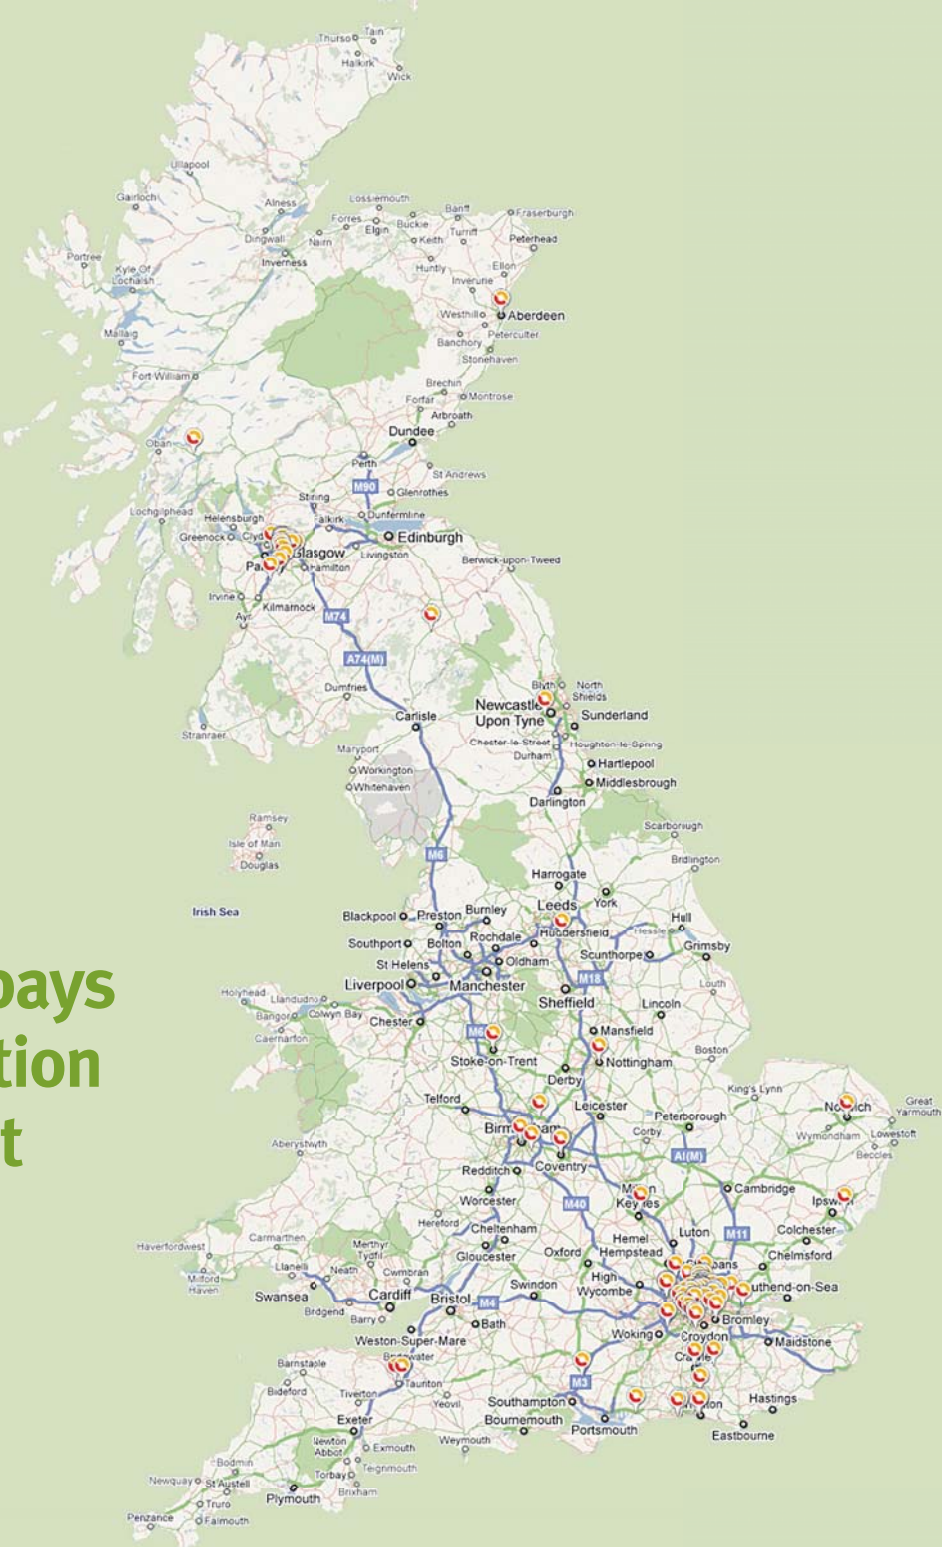 Thurso
Tain
Halkirk
Wick
Ullapool
Gairloch
Alness
Lossiemouth
Banff
Fraserburgh
Forres
Buckie
Elgin
Turriff
Dingwall
Nairn
Keith
Peterhead
Portree
Inverness
Huntly
Ellon
Kyle Of
Lochalsh
Inverurie
Westhill
Aberdeen
Mallaig
Peterculter
Banchory
Stonehaven
Fort William
Brechin
Montrose
Forfar
Arbroath
Dundee
Oban
Perth
St Andrews
M90
Stirling
Glenrothes
Lochgilphead
Helensburgh
Falkirk
Dunfermline
Greenock
Edinburgh
Glasgow
Livingston
Hamilton
Berwick-upon-Tweed
Irvine
Kilmarnock
Ayr
M74
A74(M)
Dumfries
Blyth
North
Shields
Newcastle
Upon Tyne
Sunderland
Carlisle
Stranraer
Chester-le-Street
Houghton-le-Spring
Maryport
Durham
Hartlepool
Workington
Middlesbrough
Whitehaven
Darlington
Ramsey
Scarborough
Isle of Man
M6
Bridlington
Douglas
Harrogate
York
Irish Sea
Leeds
Blackpool
Preston
Burnley
Hull
Huddersfield
Hessle
Southport
Bolton
Rochdale
Grimsby
Scunthorpe
St Helens
Oldham
M18
Liverpool
Manchester
Louth
pays
Holyhead
Llandudno
Sheffield
Lincoln
Bangor
Colwyn Bay
Chester
Caernarfon
Mansfield
Boston
tion
Stoke-on-Trent
Nottingham
Derby
King's Lynn
Telford
Leicester
Norwich
Great
Yarmouth
Peterborough
t
Corby
Wymondham
Lowestoft
Aberystwyth
A1(M)
Beccles
Redditch
Coventry
Worcester
Cambridge
M40
Hereford
Cheltenham
M11
Colchester
Haverfordwest
Carmarthen
Merthyr
Tydfil
Gloucester
Oxford
Hemel
Hempstead
Luton
Chelmsford
Milford
Haven
Llanelli
Neath
Cwmbran
High
Wycombe
Swansea
Cardiff
Swindon
Bridgend
Bristol
M4
Barry
Bath
Bromley
Weston-Super-Mare
Woking
Croydon
Maidstone
Barnstaple
Bideford
Tiverton
Taunton
M3
Yeovil
Southampton
Hastings
Exeter
Bournemouth
Portsmouth
Eastbourne
Newton
Abbot
Exmouth
Weymouth
Bodmin
Teignmouth
Newquay
St Austell
Torbay
Truro
Plymouth
Brixham
Penzance
Falmouth